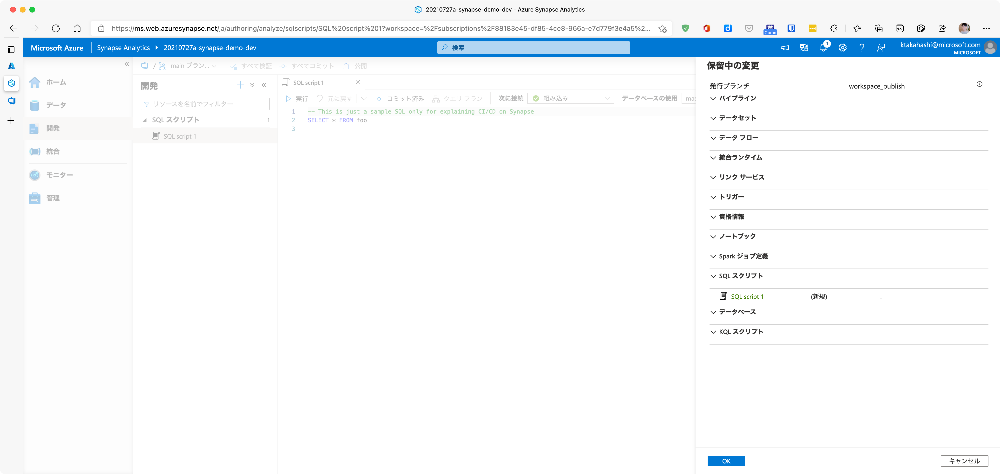 20210727a-synapse-demo-dev - Azure Synapse Analytics
https://ms.web.azuresynapse.net/ja/authoring/analyze/sqlscripts/SQL%20script%201?workspace=%2Fsubscriptions%2F88183e45-df85-4ce8-966a-e7d779f3e4a5%2...
Comn
Microsoft Azure
Synapse Analytics
20210727a-synapse-demo-dev
検索
1
ktakahashi@microsoft.com
MICROSOFT
ホーム
データ
開発
統合
モニター
管理
/ main ブラン...
すべて検証
すべてコミット
公開
開発
リソースを名前でフィルター
SQL スクリプト 1
SQL script 1
SQL script 1
実行
元に戻す
コミット済み
クエリ プラン
次に接続
組み込み
データベースの使用
mas
1 -- This is just a sample SQL only for explaining CI/CD on Synapse
2 SELECT * FROM foo
3
保留中の変更
発行ブランチ workspace_publish
パイプライン
データセット
データ フロー
統合ランタイム
リンク サービス
トリガー
資格情報
ノートブック
Spark ジョブ定義
SQL スクリプト
SQL script 1 (新規) -
データベース
KQL スクリプト
OK
キャンセル